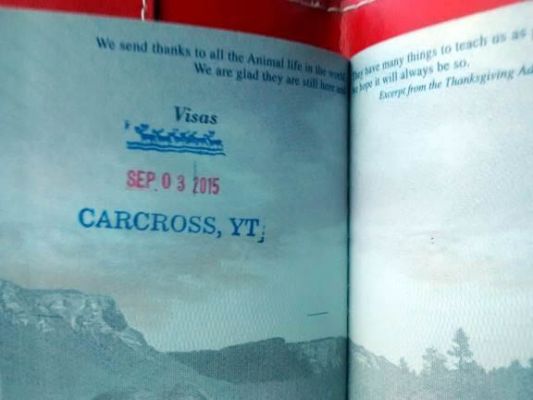 We send thanks to all the Animal life in the world. They have many things to teach us as
We are glad they are still here and we hope it will always be so.
Excerpt from the Thanksgiving Ad
Visas
SEP. 03 2015
CARCROSS, YT